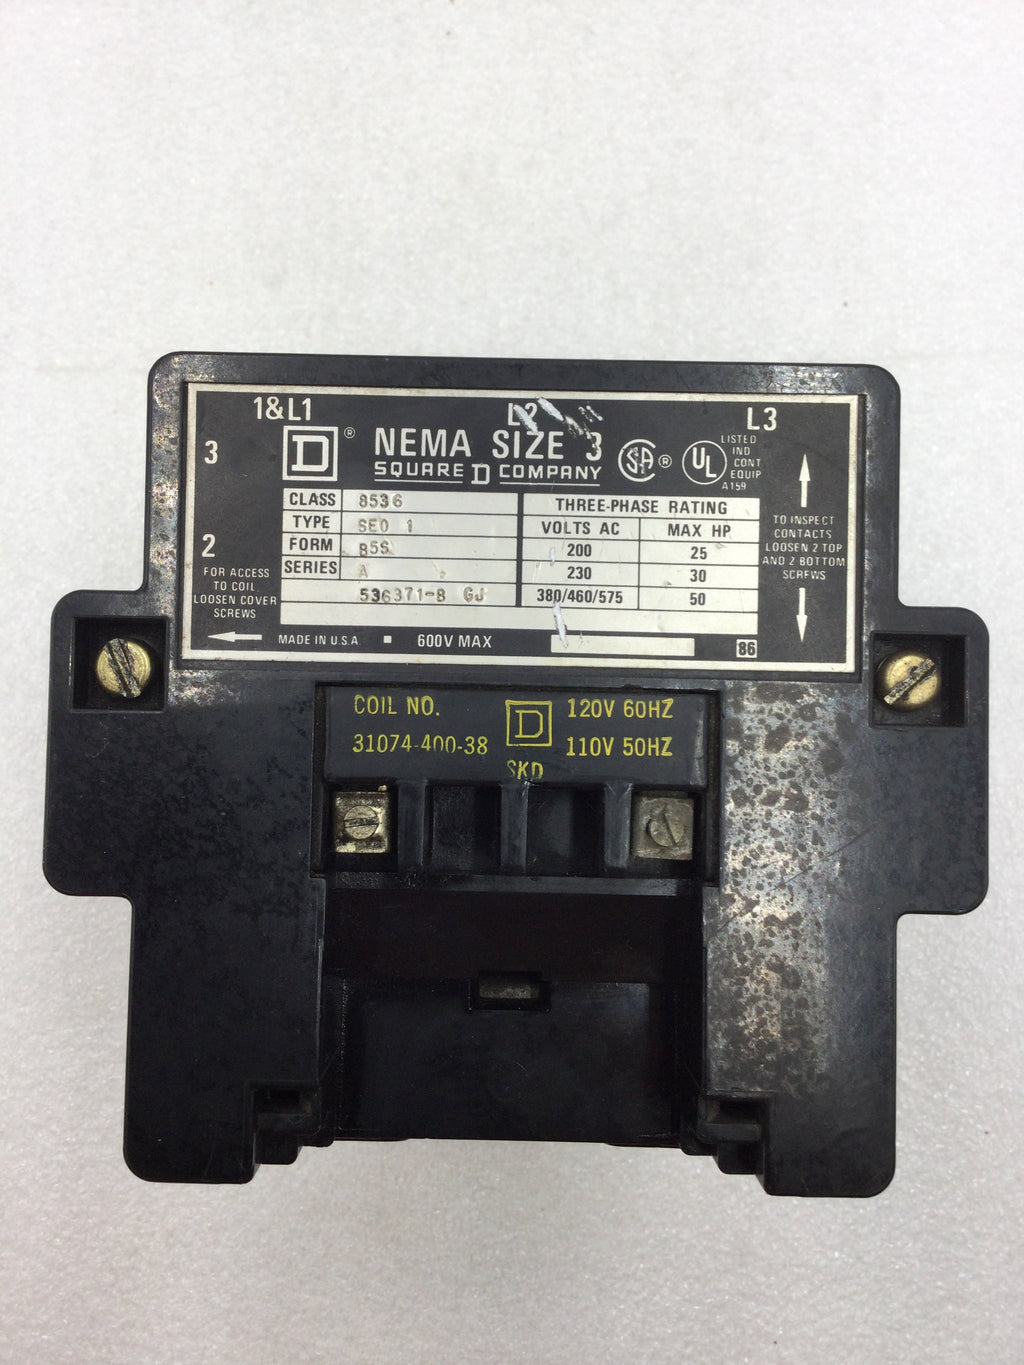 1&L1 L2 L3
3
D ®
NEMA SIZE 3
SQUARE D COMPANY
SA ®
UL
LISTED
IND
CONT
EQUIP
A159
CLASS 8536
TYPE SEO 1
FORM
SERIES A
536371-B GJ
THREE-PHASE RATING
VOLTS AC MAX HP
200 25
230 30
380/460/575 50
2
FOR ACCESS
TO COIL
LOOSEN COVER
SCREWS
TO INSPECT
CONTACTS
LOOSEN 2 TOP
AND 2 BOTTOM
SCREWS
MADE IN U.S.A. ▪ 600V MAX
86
COIL NO.
31074-400-38
D
SKD
120V 60HZ
110V 50HZ